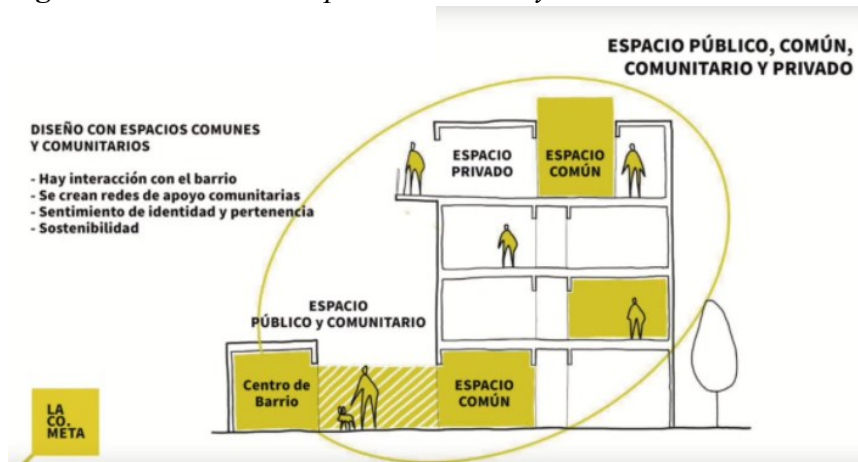 ESPACIO PÚBLICO, COMÚN,
COMUNITARIO Y PRIVADO
DISEÑO CON ESPACIOS COMUNES
Y COMUNITARIOS
- Hay interacción con el barrio
- Se crean redes de apoyo comunitarias
- Sentimiento de identidad y pertenencia
- Sostenibilidad
ESPACIO
PRIVADO
ESPACIO
COMÚN
ESPACIO
PÚBLICO y COMUNITARIO
Centro de
Barrio
ESPACIO
COMÚN
LA
CO.
META